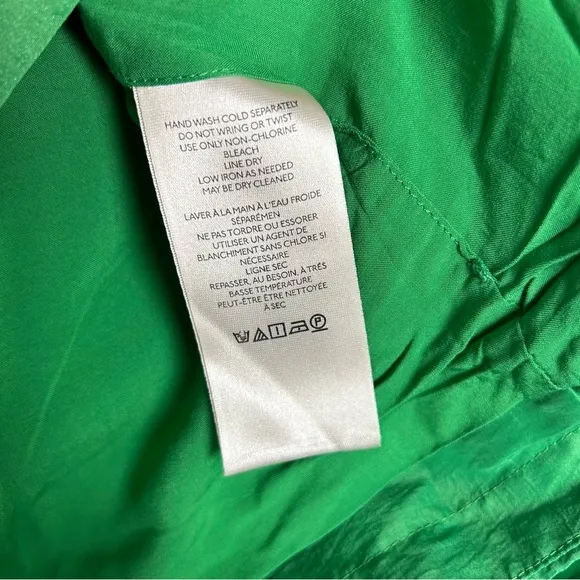 HAND WASH COLD SEPARATELY
DO NOT WRING OR TWIST
USE ONLY NON-CHLORINE
BLEACH
LINE DRY
LOW IRON AS NEEDED
MAY BE DRY CLEANED
LAVER À LA MAIN À L'EAU FROIDE
SÉPARÉMEN
NE PAS TORDRE OU ESSORER
UTILISER UN AGENT DE
BLANCHIMENT SANS CHLORE SI
NÉCESSAIRE
LIGNE SEC
REPASSER, AU BESOIN, À TRÉS
BASSE TEMPÉRATURE
PEUT-ÊTRE ÊTRE NETTOYÉE
À SEC
P